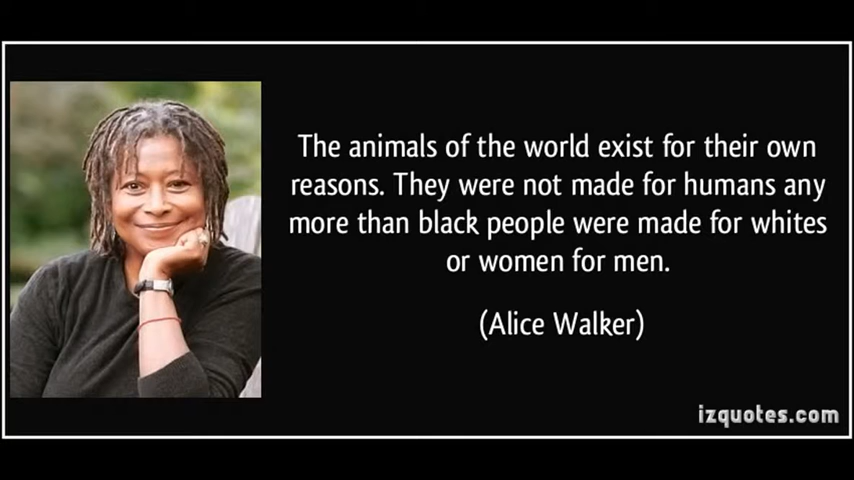 The animals of the world exist for their own
reasons. They were not made for humans any
more than black people were made for whites
or women for men.
(Alice Walker)
izquotes.com